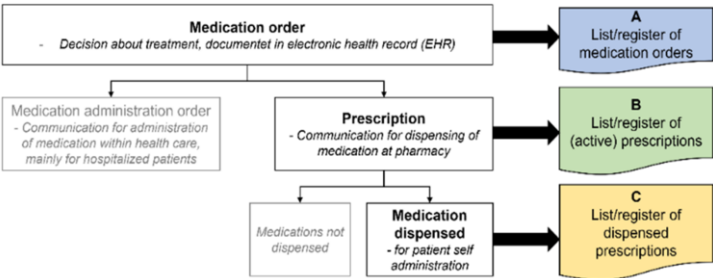 Medication order
- Decision about treatment, documentet in electronic health record (EHR)
A
List/register of
medication orders
Medication administration order
- Communication for administration
of medication within health care,
mainly for hospitalized patients
Prescription
- Communication for dispensing of
medication at pharmacy
B
List/register of
(active) prescriptions
Medications not
dispensed
Medication
dispensed
- for patient self
administration
C
List/register of
dispensed
prescriptions